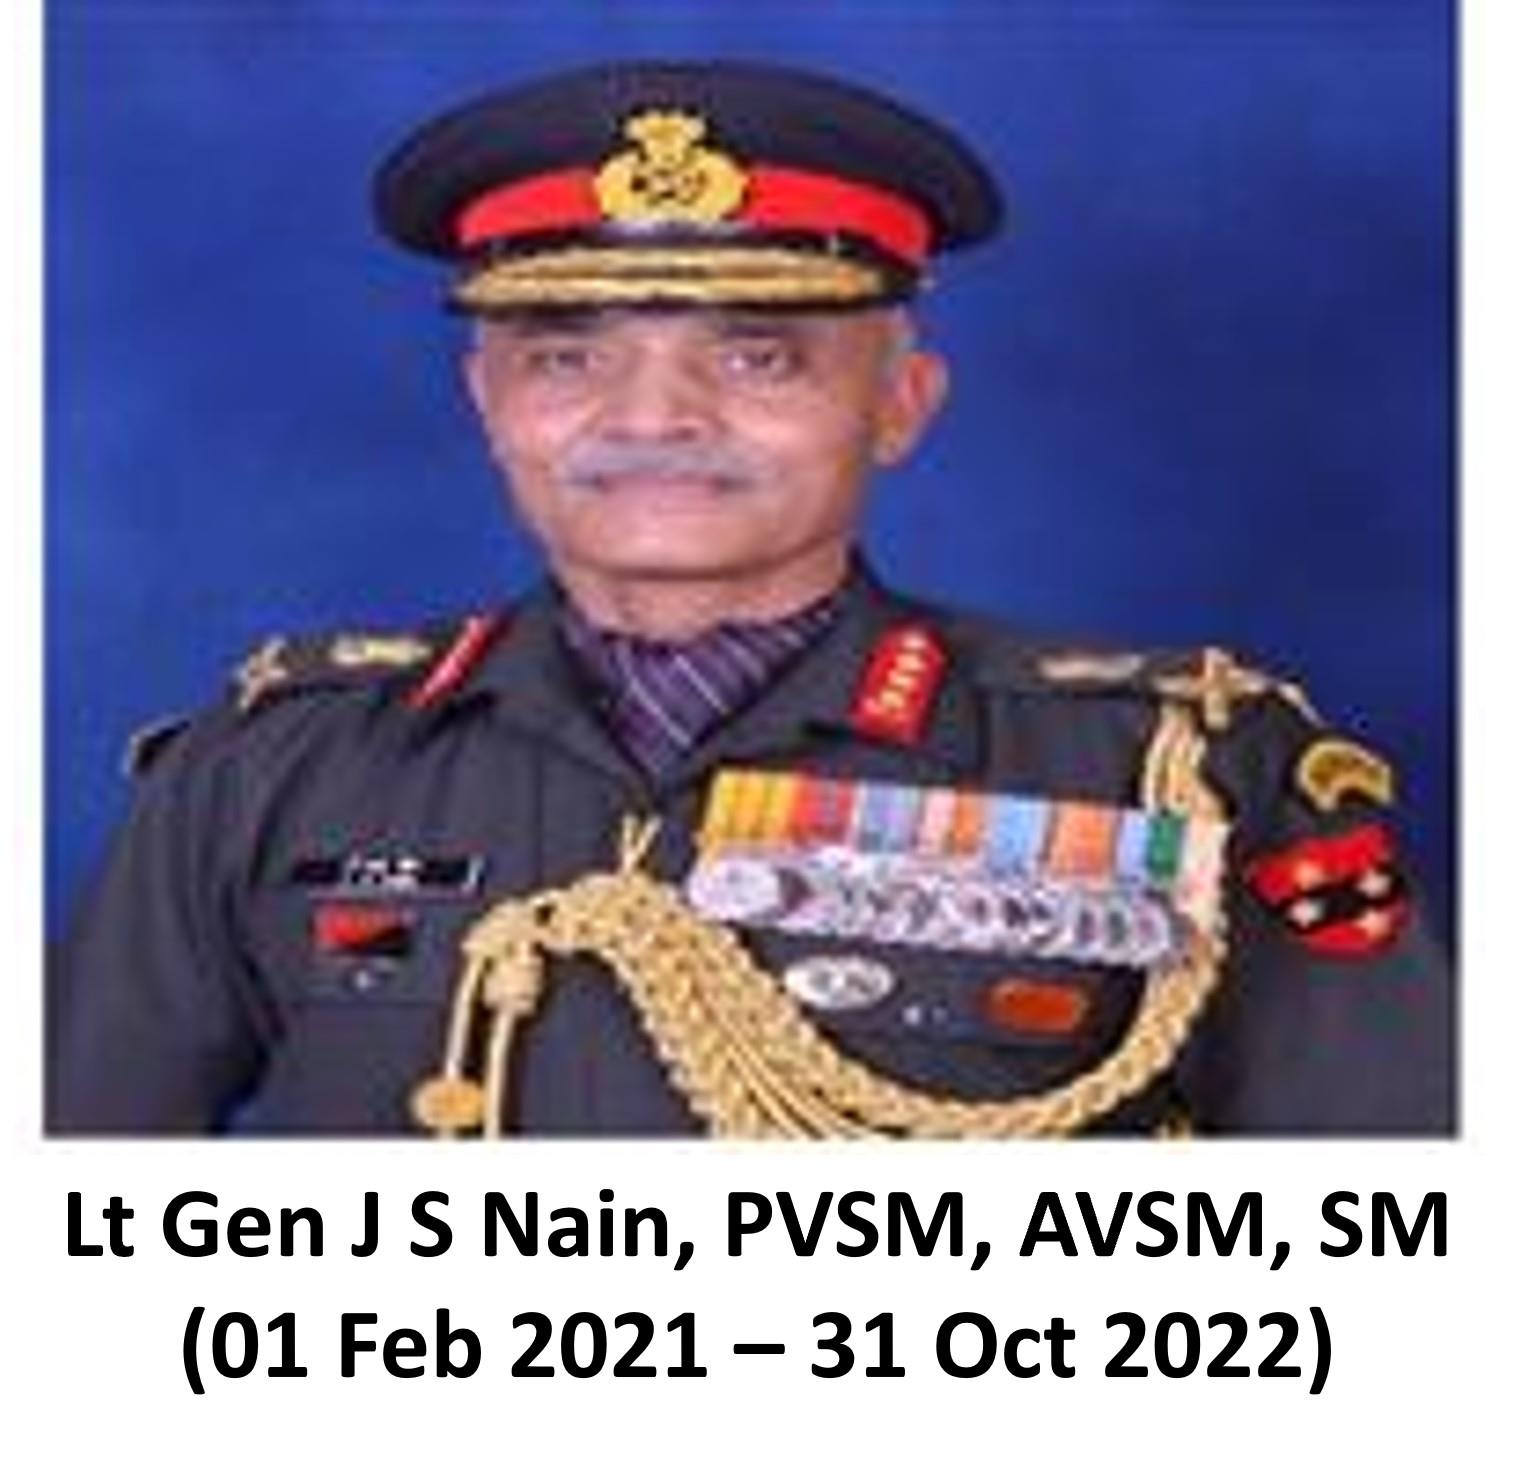 Lt Gen J S Nain, PVSM, AVSM, SM
(01 Feb 2021 – 31 Oct 2022)